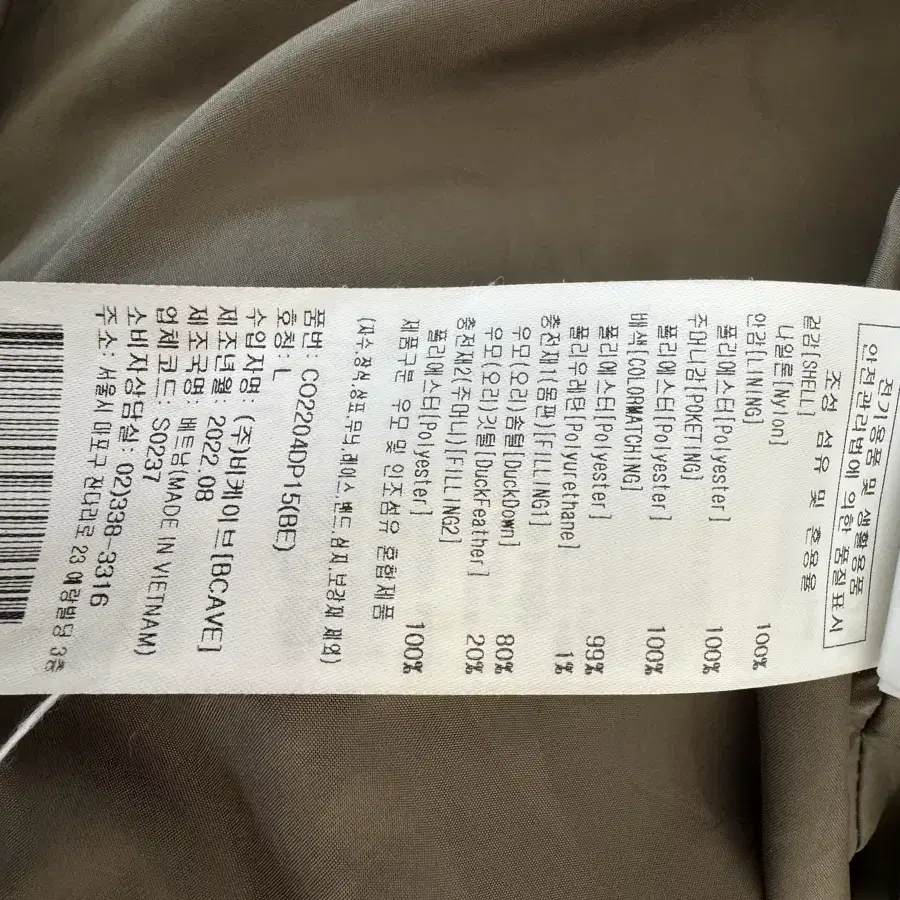 전기용품 및 생활용품
안전관리법에 의한 품질표시
조성 섬유 및 혼용율
겉감[SHELL]
나일론[Nylon] 100%
안감[LINING]
폴리에스터[Polyester] 100%
주머니감[POKETING]
폴리에스터[Polyester] 100%
배색[COLORMATCHING]
폴리에스터[Polyester] 99%
폴리우레탄[Polyurethane] 1%
충전재1(몸판)[FILLING1]
우모(오리)솜털[DuckDown] 80%
우모(오리)깃털[DuckFeather] 20%
충전재2(주머니)[FILLING2]
폴리에스터[Polyester] 100%
제품구분 우모 및 인조섬유 혼합제품
(자수,장식,상표,무늬,레이스,밴드,심지,보강재 제외)
품번: CO2204DP15(BE)
호칭: L
수입자명: (주)비케이브[BCAVE]
제조년월: 2022.08
제조국명: 베트남(MADE IN VIETNAM)
업체코드: S0237
소비자상담실: 02)338-3316
주소: 서울시 마포구 잔다리로 23 예랑빌딩 3층